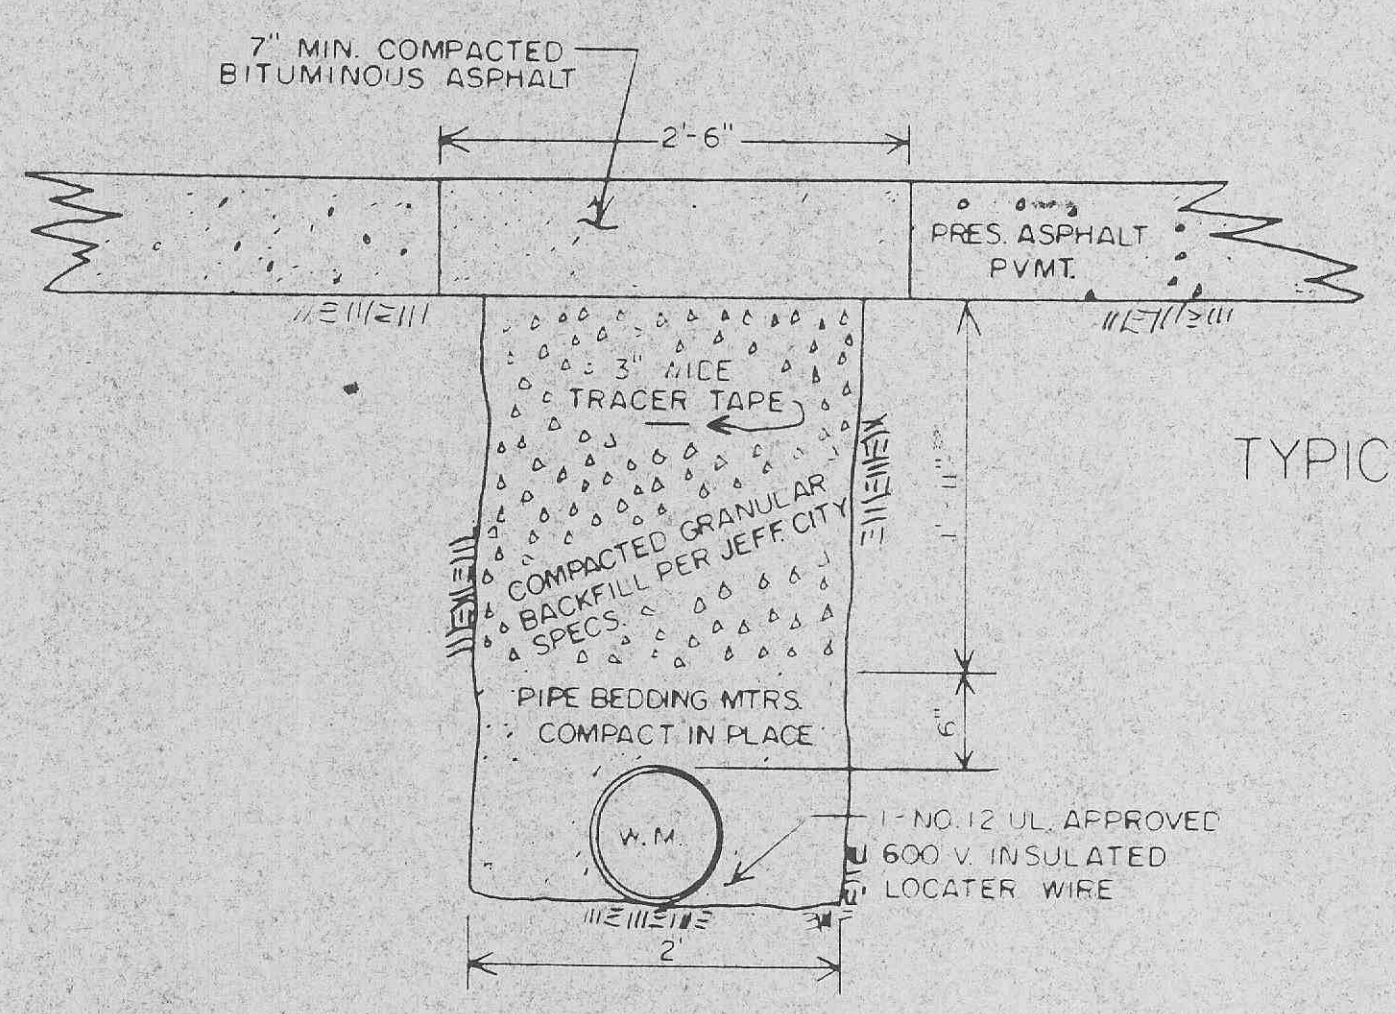 7" MIN. COMPACTED
BITUMINOUS ASPHALT
2'-6"
PRES. ASPHALT
PVMT.
3"
TRACER TAPE
TYPIC
COMPACTED GRANULAR
BACKFILL PER JEFF. CITY
SPECS.
PIPE BEDDING MTRS.
COMPACT IN PLACE
6"
W.M.
1-NO. 12 UL. APPROVED
600 V. INSULATED
LOCATER WIRE
2'